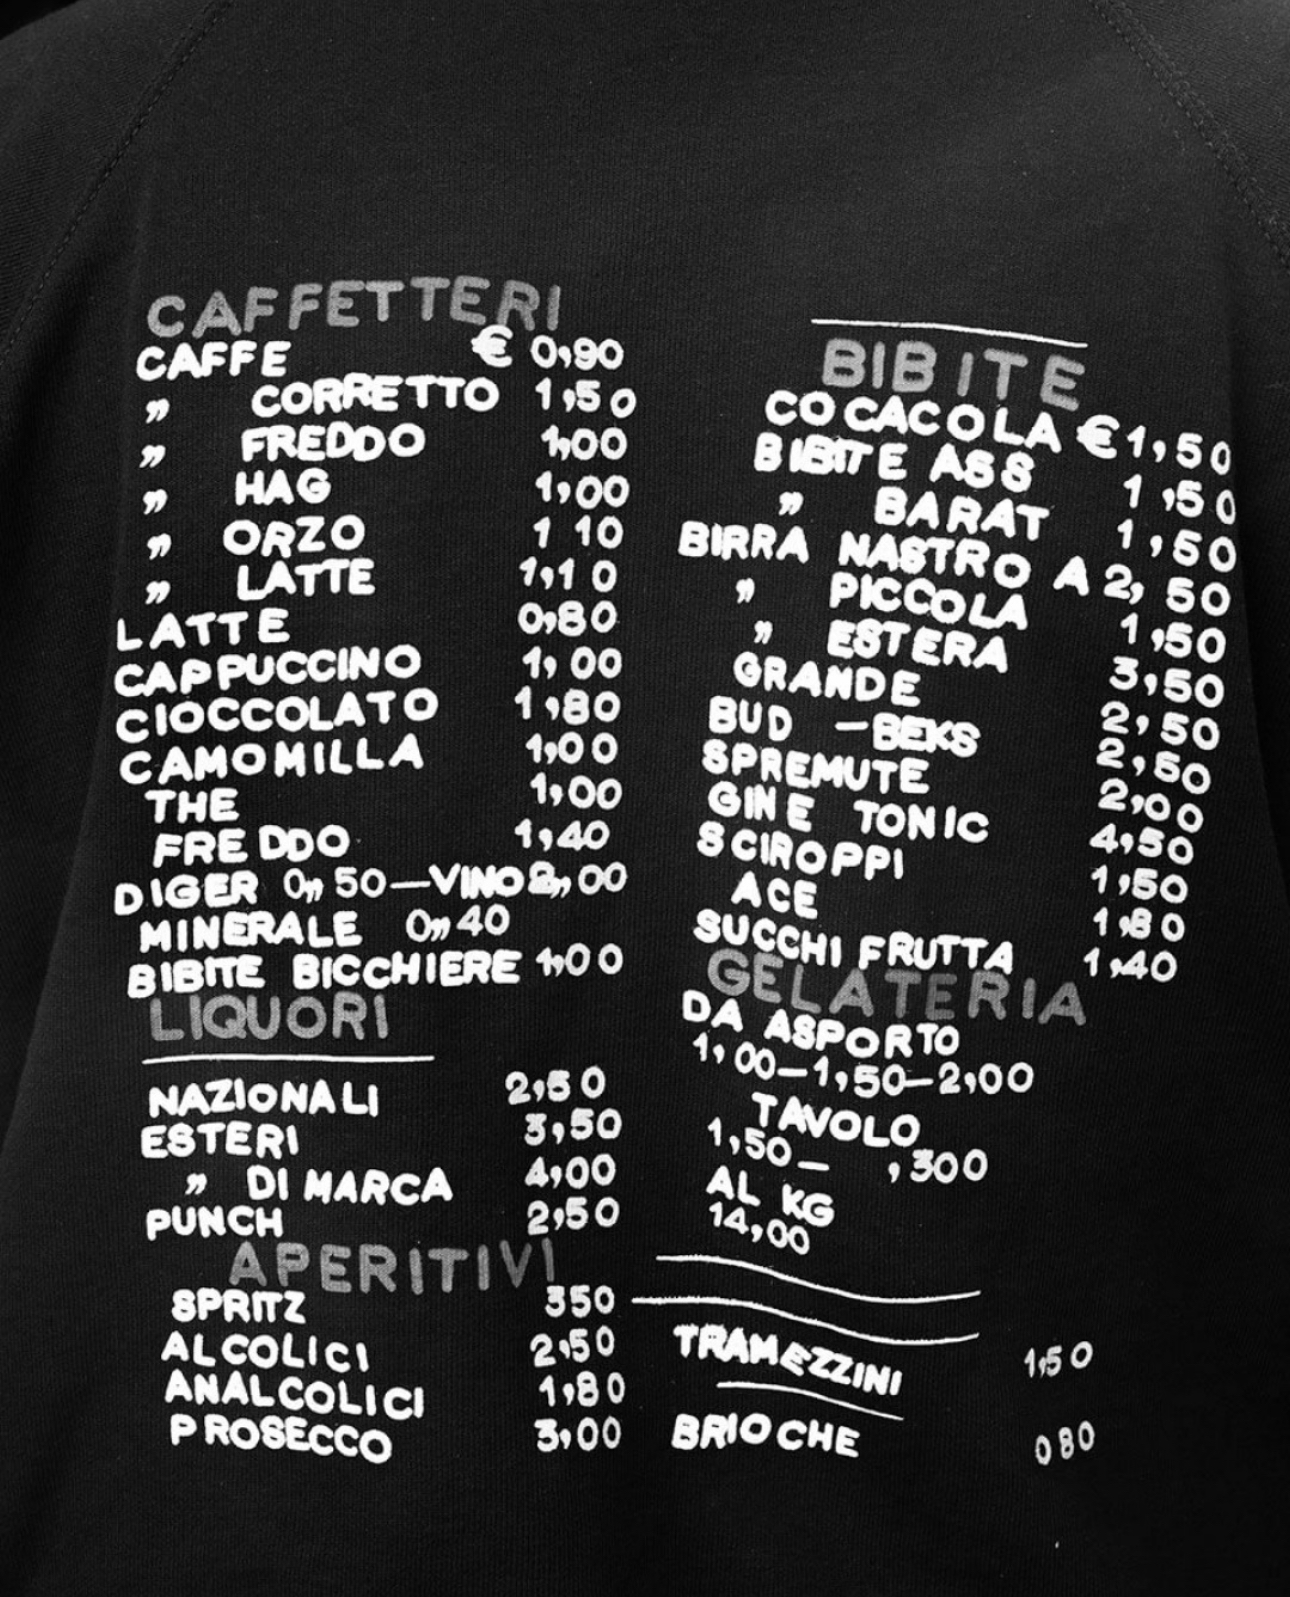 CAFFETTERI
CAFFE € 0,90
„ CORRETTO 1,50
„ FREDDO 1,00
„ HAG 1,00
„ ORZO 1 10
„ LATTE 1,10
LATTE 0,80
CAPPUCCINO 1,00
CIOCCOLATO 1,80
CAMOMILLA 1,00
THE 1,00
FREDDO 1,40
DIGER 0,, 50—VINO 2,, 00
MINERALE 0,,40
BIBITE BICCHIERE 1,00
LIQUORI
NAZIONALI 2,50
ESTERI 3,50
„ DI MARCA 4,00
PUNCH 2,50
APERITIVI
SPRITZ 350
ALCOLICI 2,50
ANALCOLICI 1,80
PROSECCO 3,00
BIBITE
COCACOLA €1,50
BIBITE ASS 1,50
„ BARAT 1,50
BIRRA NASTRO A 2,50
„ PICCOLA 1,50
„ ESTERA 3,50
GRANDE 2,50
BUD –BEKS 2,50
SPREMUTE 2,00
GIN E TONIC 4,50
SCIROPPI 1,50
ACE 1,80
SUCCHI FRUTTA 1,40
GELATERIA
DA ASPORTO
1,00–1,50–2,00
TAVOLO
1,50– ,300
AL KG
14,00
TRAMEZZINI 1,50
BRIOCHE 080